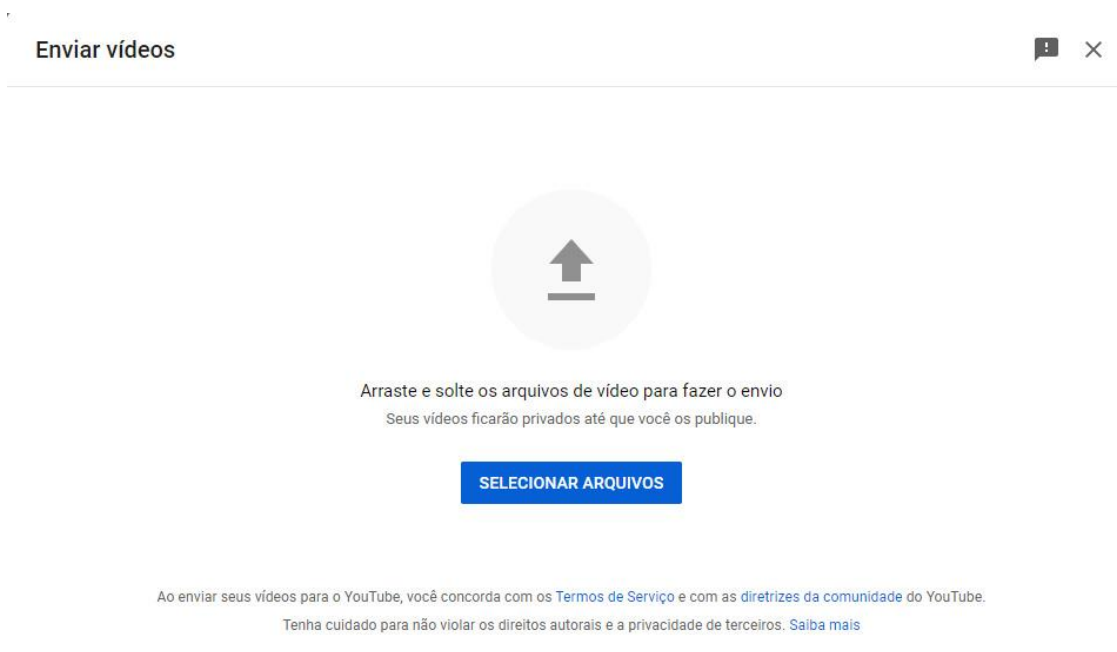 Enviar vídeos
Arraste e solte os arquivos de vídeo para fazer o envio
Seus vídeos ficarão privados até que você os publique.
SELECIONAR ARQUIVOS
Ao enviar seus vídeos para o YouTube, você concorda com os Termos de Serviço e com as diretrizes da comunidade do YouTube.
Tenha cuidado para não violar os direitos autorais e a privacidade de terceiros. Saiba mais